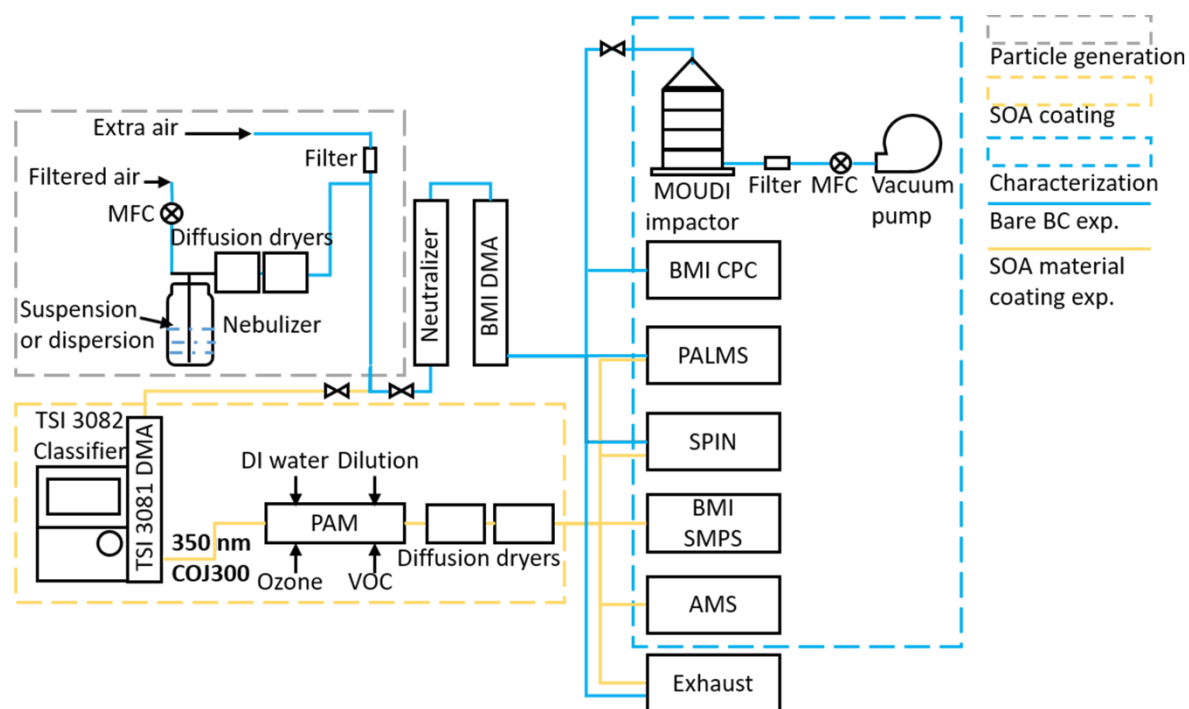 Extra air
Filter
Filtered air
MFC
Diffusion dryers
Suspension
or dispersion
Nebulizer
Neutralizer
BMI DMA
MOUDI
impactor
Filter
MFC
Vacuum
pump
BMI CPC
PALMS
SPIN
BMI
SMPS
AMS
Exhaust
TSI 3082
Classifier
TSI 3081 DMA
350 nm
COJ300
DI water
Dilution
PAM
Ozone
VOC
Diffusion dryers
Particle generation
SOA coating
Characterization
Bare BC exp.
SOA material
coating exp.